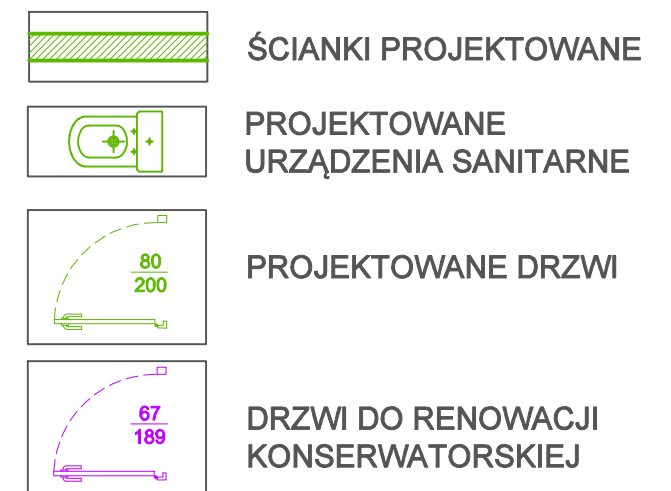 ŚCIANKI PROJEKTOWANE
PROJEKTOWANE
URZĄDZENIA SANITARNE
80
200
PROJEKTOWANE DRZWI
67
189
DRZWI DO RENOWACJI
KONSERWATORSKIEJ